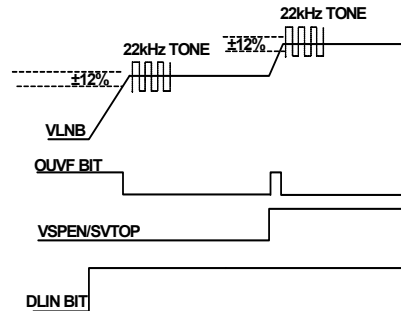 22kHz TONE
22kHz TONE
±12%
±12%
VLNB
OUVF BIT
VSPEN/SVTOP
DLIN BIT